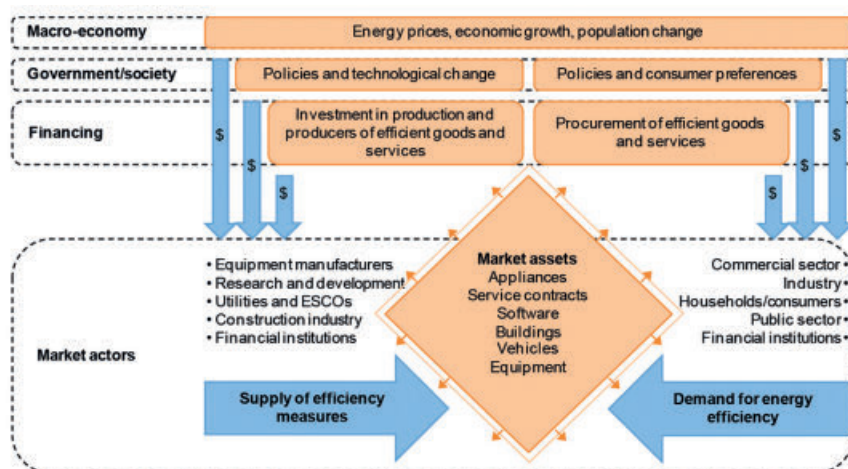 Macro-economy
Energy prices, economic growth, population change
Government/society
Policies and technological change
Policies and consumer preferences
Financing
Investment in production and
producers of efficient goods and
services
Procurement of efficient goods
and services
$
$
$
$
$
$
Market actors
• Equipment manufacturers
• Research and development
• Utilities and ESCOs
• Construction industry
• Financial institutions
Market assets
Appliances
Service contracts
Software
Buildings
Vehicles
Equipment
Commercial sector•
Industry•
Households/consumers•
Public sector•
Financial institutions•
Supply of efficiency
measures
Demand for energy
efficiency